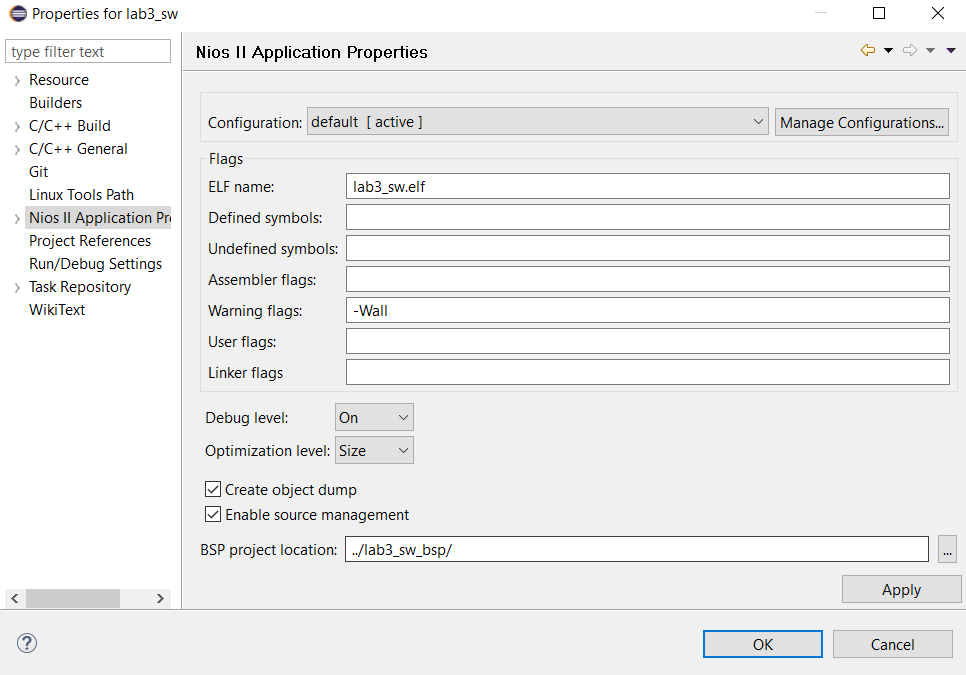 Properties for lab3_sw
type filter text
Resource
Builders
C/C++ Build
C/C++ General
Git
Linux Tools Path
Nios II Application Pr
Project References
Run/Debug Settings
Task Repository
WikiText
Nios II Application Properties
Configuration: default [ active ] Manage Configurations...
Flags
ELF name: lab3_sw.elf
Defined symbols:
Undefined symbols:
Assembler flags:
Warning flags: -Wall
User flags:
Linker flags
Debug level: On
Optimization level: Size
Create object dump
Enable source management
BSP project location: ../lab3_sw_bsp/ ...
Apply
? OK Cancel